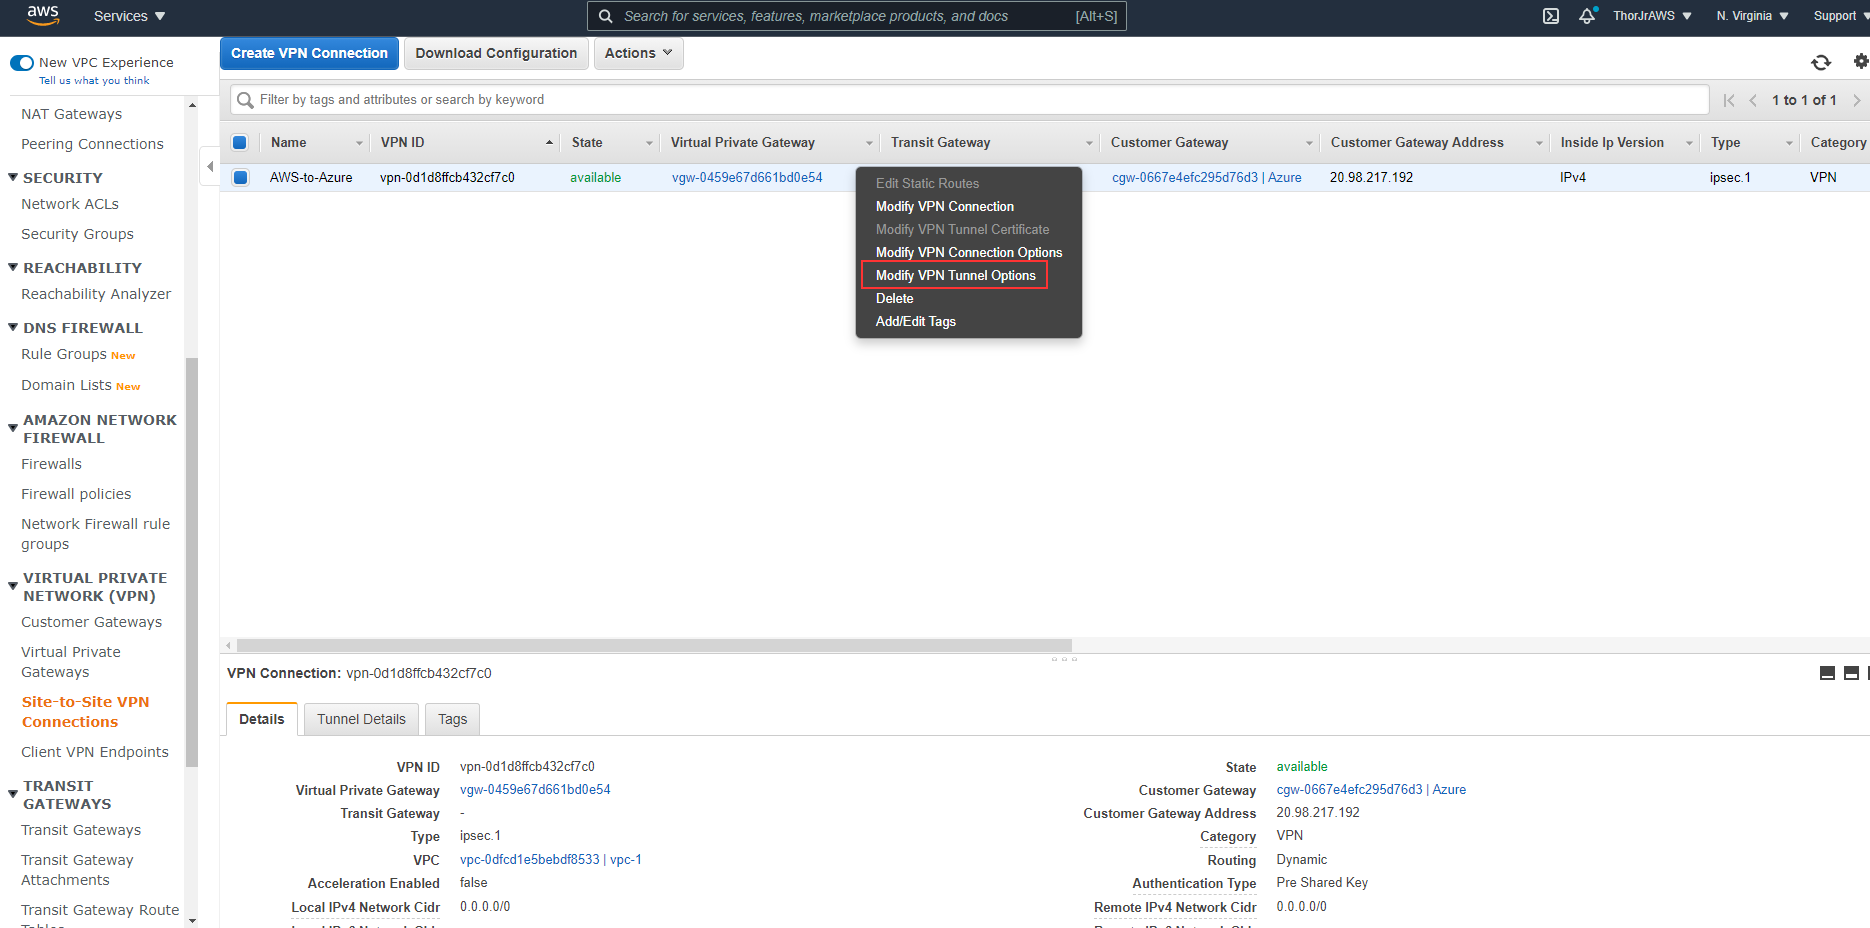 aws
Services
Search for services, features, marketplace products, and docs [Alt+S]
ThorJrAWS
N. Virginia
Support
New VPC Experience
Tell us what you think
NAT Gateways
Peering Connections
SECURITY
Network ACLs
Security Groups
REACHABILITY
Reachability Analyzer
DNS FIREWALL
Rule Groups New
Domain Lists New
AMAZON NETWORK
FIREWALL
Firewalls
Firewall policies
Network Firewall rule
groups
VIRTUAL PRIVATE
NETWORK (VPN)
Customer Gateways
Virtual Private
Gateways
Site-to-Site VPN
Connections
Client VPN Endpoints
TRANSIT
GATEWAYS
Transit Gateways
Transit Gateway
Attachments
Transit Gateway Route
Create VPN Connection
Download Configuration
Actions
Filter by tags and attributes or search by keyword
1 to 1 of 1
Name VPN ID State Virtual Private Gateway Transit Gateway Customer Gateway Customer Gateway Address Inside Ip Version Type Category
AWS-to-Azure vpn-0d1d8ffcb432cf7c0 available vgw-0459e67d661bd0e54 cgw-0667e4efc295d76d3 | Azure 20.98.217.192 IPv4 ipsec.1 VPN
Edit Static Routes
Modify VPN Connection
Modify VPN Tunnel Certificate
Modify VPN Connection Options
Modify VPN Tunnel Options
Delete
Add/Edit Tags
VPN Connection: vpn-0d1d8ffcb432cf7c0
Details
Tunnel Details
Tags
VPN ID vpn-0d1d8ffcb432cf7c0
Virtual Private Gateway vgw-0459e67d661bd0e54
Transit Gateway -
Type ipsec.1
VPC vpc-0dfcd1e5bebdf8533 | vpc-1
Acceleration Enabled false
Local IPv4 Network Cidr 0.0.0.0/0
State available
Customer Gateway cgw-0667e4efc295d76d3 | Azure
Customer Gateway Address 20.98.217.192
Category VPN
Routing Dynamic
Authentication Type Pre Shared Key
Remote IPv4 Network Cidr 0.0.0.0/0